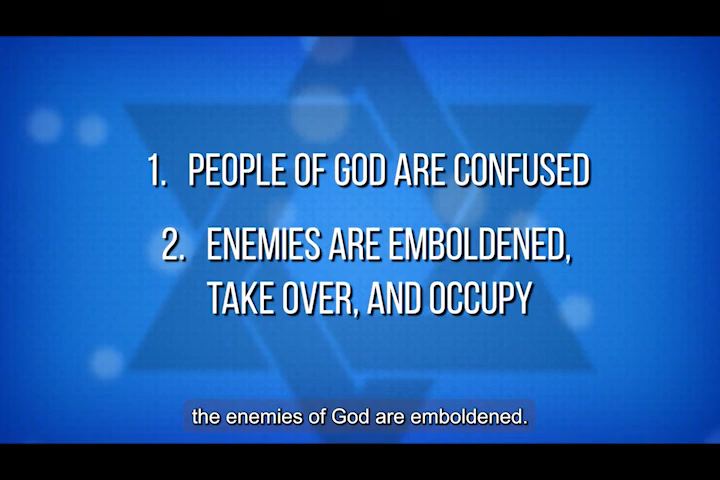 1. PEOPLE OF GOD ARE CONFUSED
2. ENEMIES ARE EMBOLDENED,
TAKE OVER, AND OCCUPY
the enemies of God are emboldened.